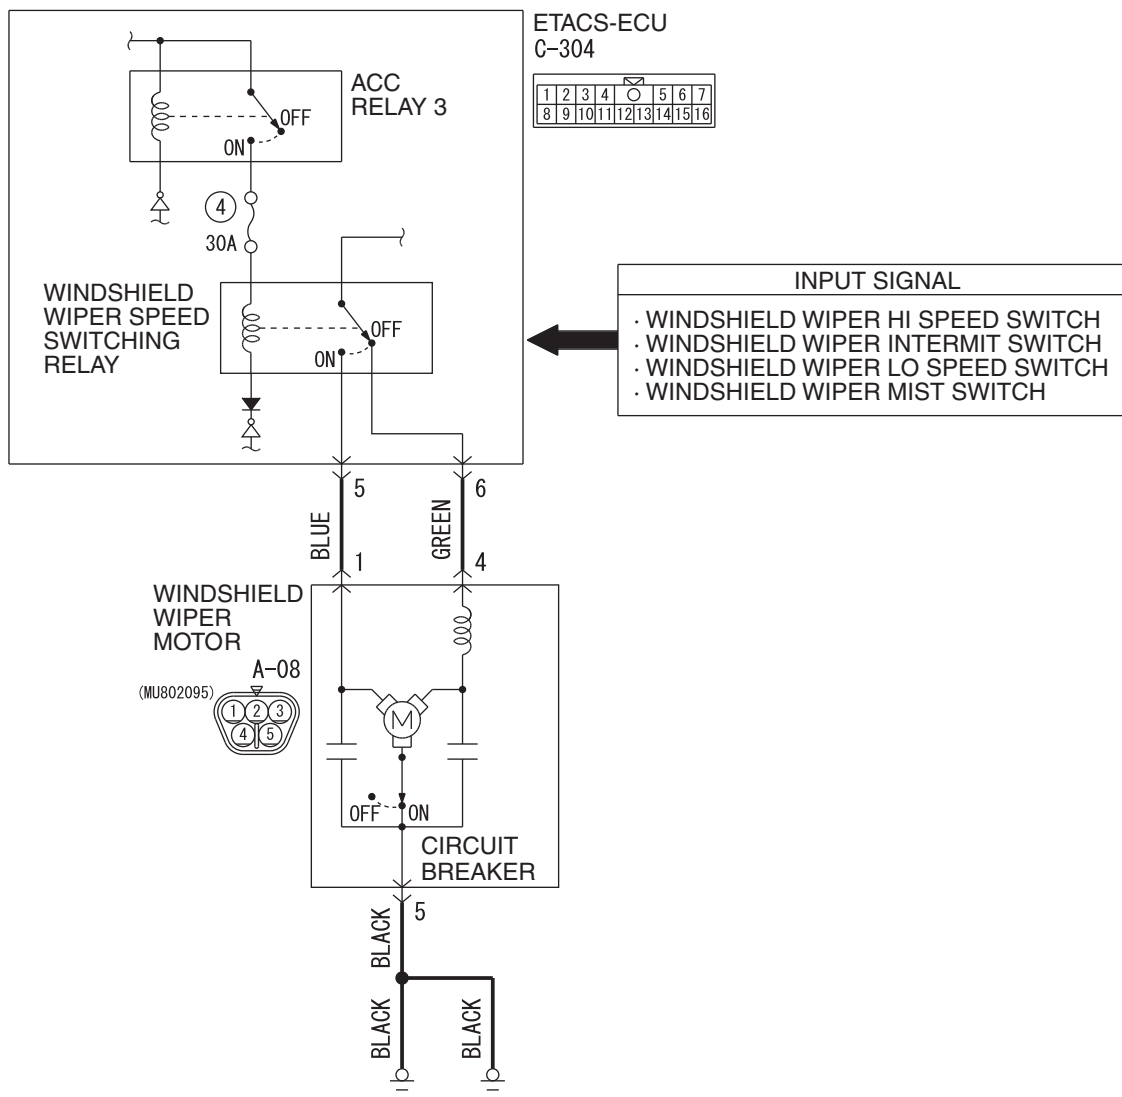 ETACS-ECU
C-304
1 2 3 4 5 6 7
8 9 10 11 12 13 14 15 16
ACC
RELAY 3
OFF
ON
4
30A
WINDSHIELD
WIPER SPEED
SWITCHING
RELAY
OFF
ON
INPUT SIGNAL
· WINDSHIELD WIPER HI SPEED SWITCH
· WINDSHIELD WIPER INTERMIT SWITCH
· WINDSHIELD WIPER LO SPEED SWITCH
· WINDSHIELD WIPER MIST SWITCH
5 6
BLUE GREEN
1 4
WINDSHIELD
WIPER
MOTOR
A-08
(MU802095)
1 2 3
4 5
M
OFF ON
CIRCUIT
BREAKER
5
BLACK
BLACK BLACK